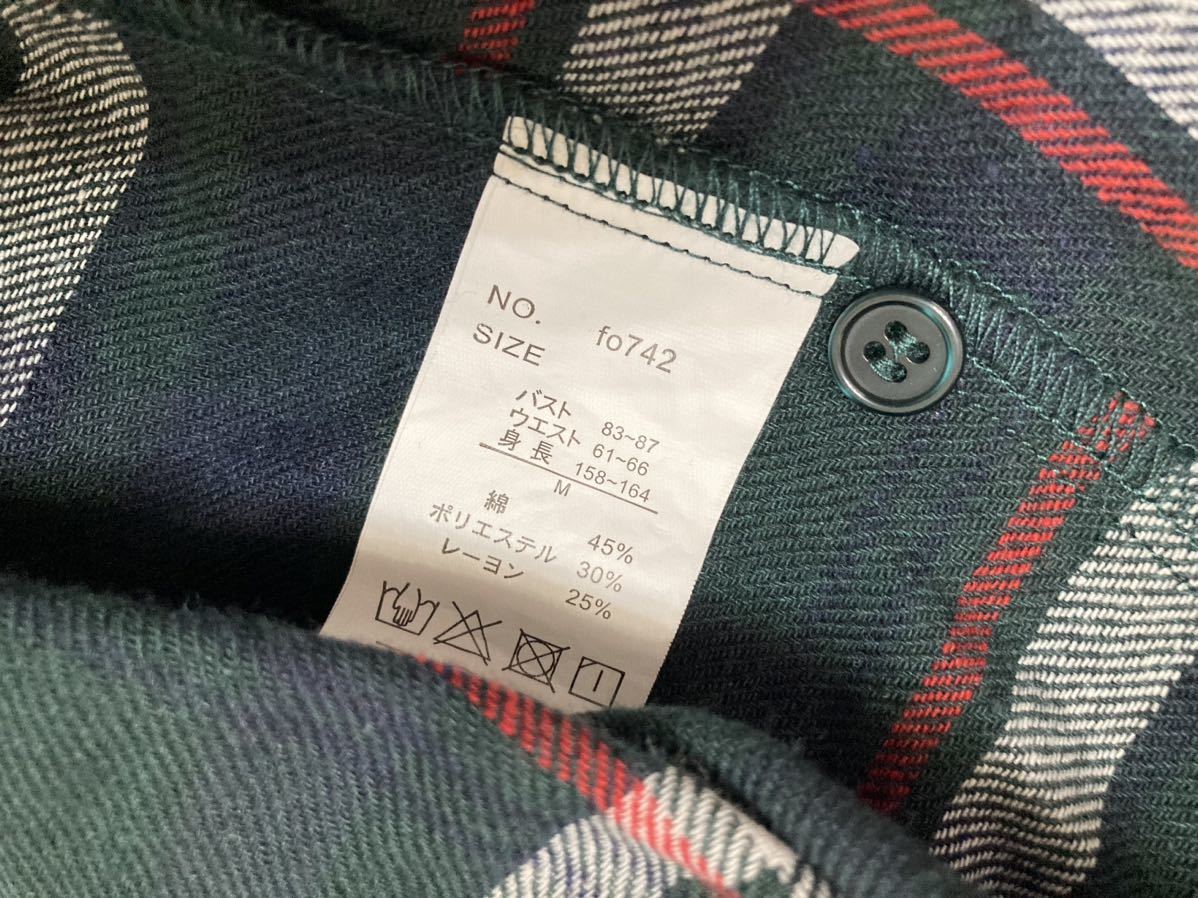 NO. fo742
SIZE
バスト 83~87
ウエスト 61~66
身長 158~164
M
綿 45%
ポリエステル 30%
レーヨン 25%